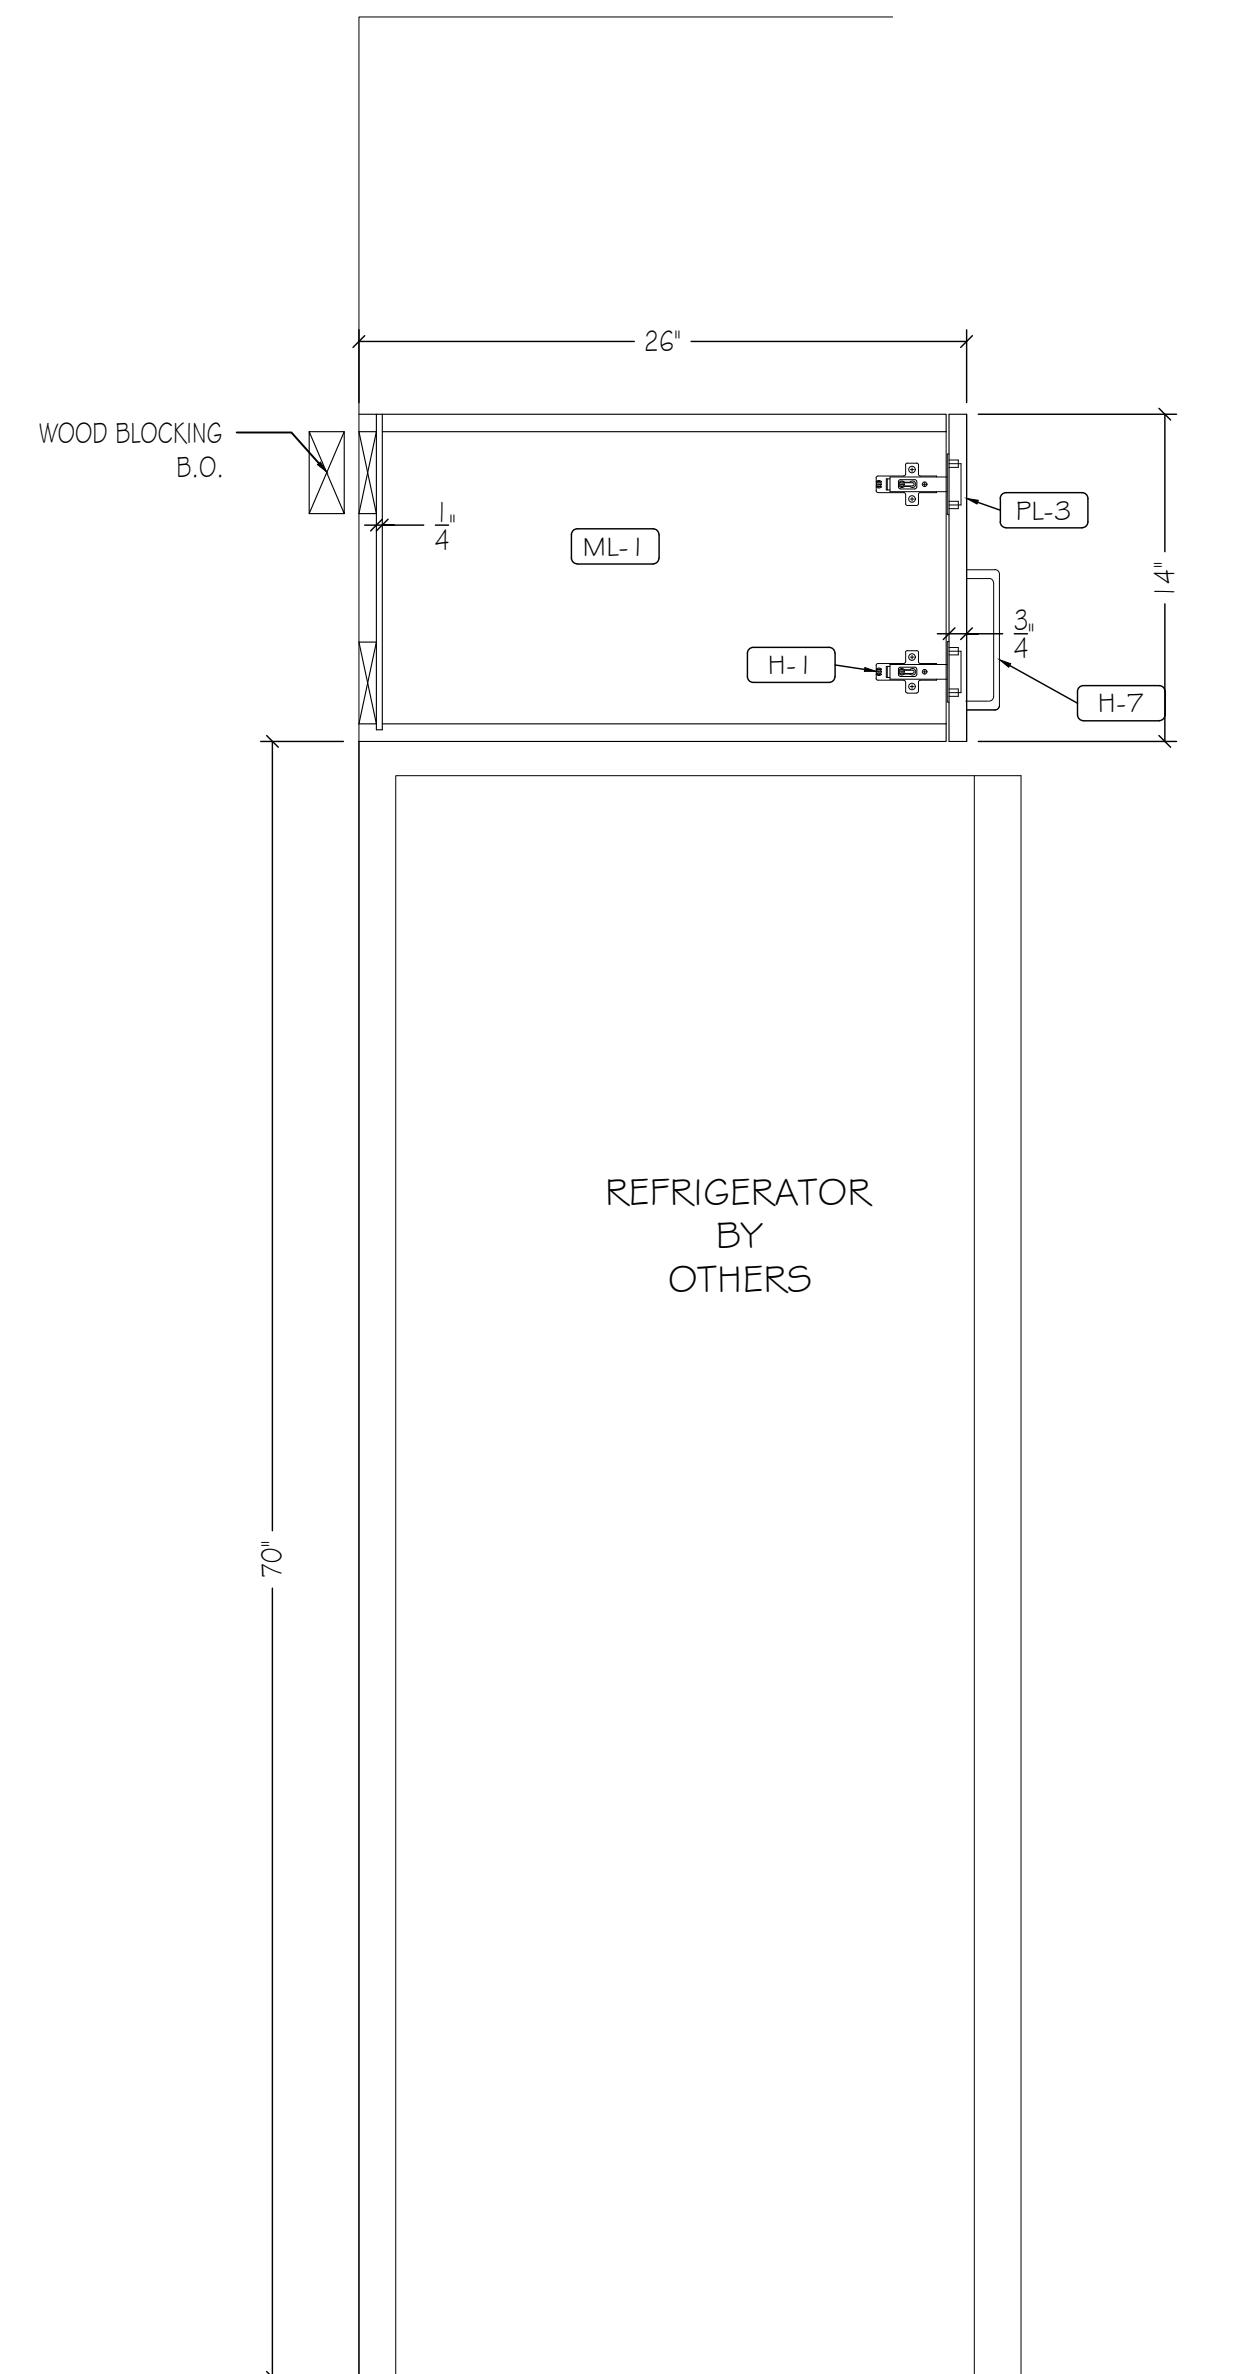 26"
WOOD BLOCKING
B.O.
1/4"
ML-1
PL-3
14"
3/4"
H-1
H-7
REFRIGERATOR
BY
OTHERS
70"